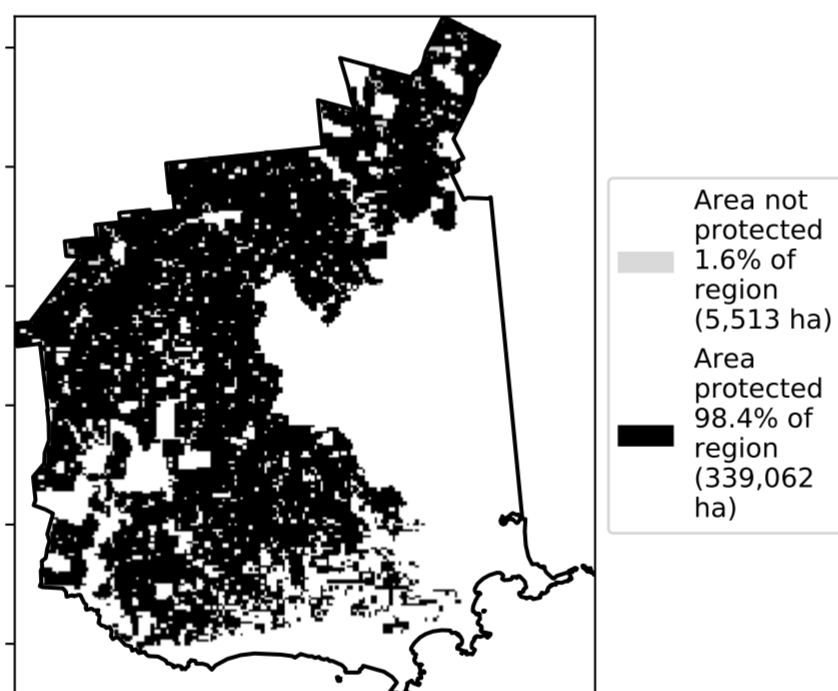 Area not
protected
1.6% of
region
(5,513 ha)
Area
protected
98.4% of
region
(339,062
ha)